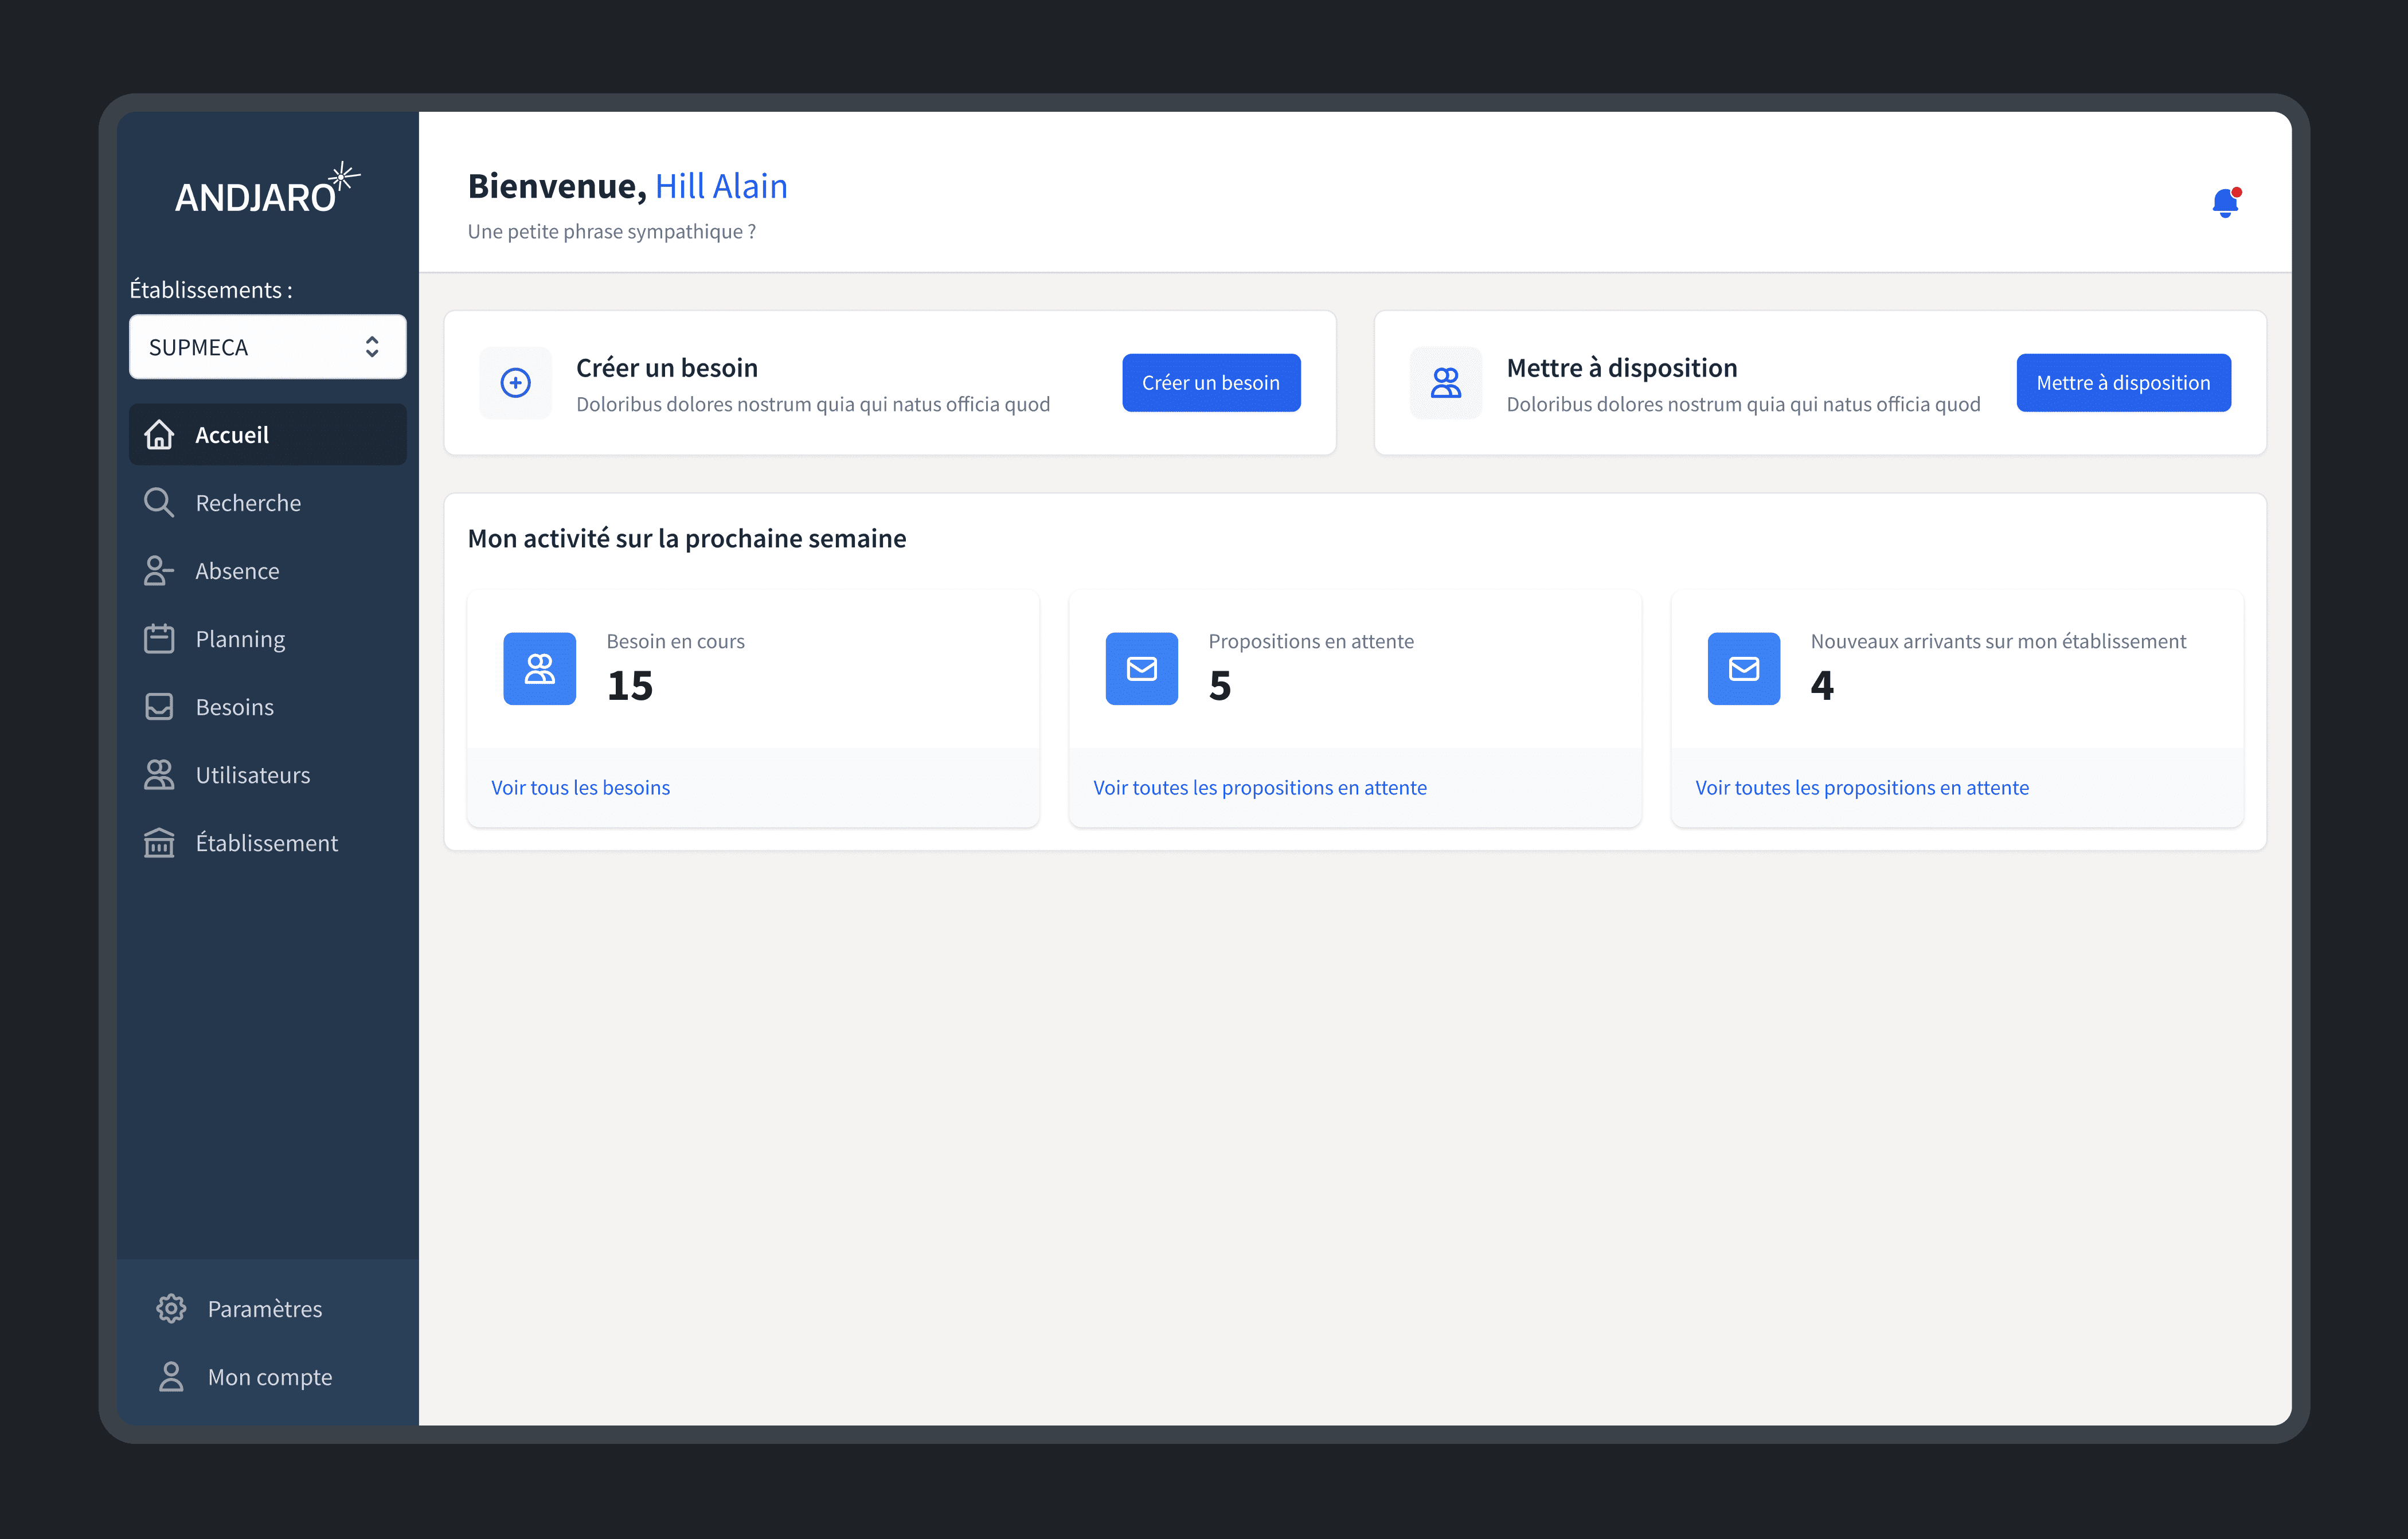 ANDJARO
Établissements :
SUPMECA
Accueil
Recherche
Absence
Planning
Besoins
Utilisateurs
Établissement
Paramètres
Mon compte
Bienvenue, Hill Alain
Une petite phrase sympathique ?
Créer un besoin
Doloribus dolores nostrum quia qui natus officia quod
Créer un besoin
Mettre à disposition
Doloribus dolores nostrum quia qui natus officia quod
Mettre à disposition
Mon activité sur la prochaine semaine
Besoin en cours
15
Voir tous les besoins
Propositions en attente
5
Voir toutes les propositions en attente
Nouveaux arrivants sur mon établissement
4
Voir toutes les propositions en attente